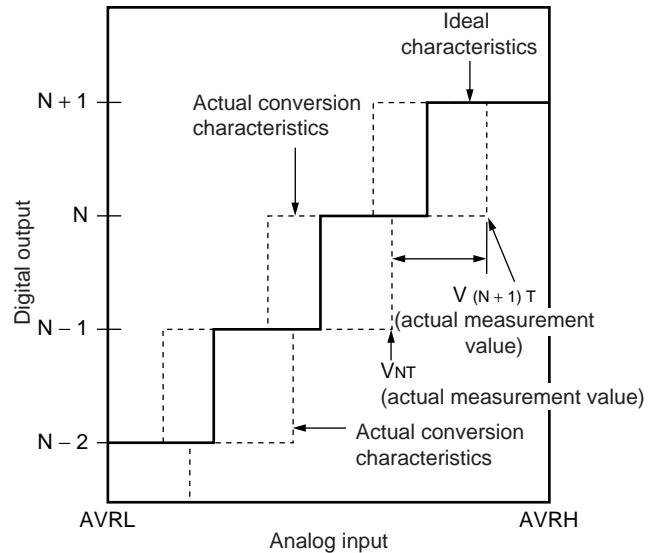 Ideal
characteristics
N + 1
Actual conversion
characteristics
N
Digital output
V (N + 1) T
(actual measurement
value)
N – 1
VNT
(actual measurement value)
Actual conversion
characteristics
N – 2
AVRL
AVRH
Analog input